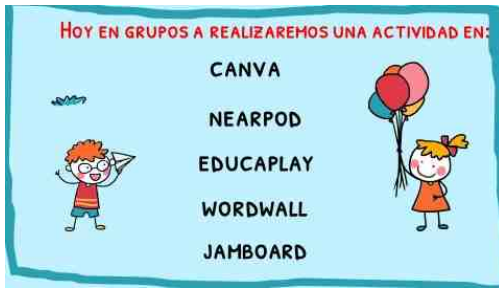 HOY EN GRUPOS A REALIZAREMOS UNA ACTIVIDAD EN:
CANVA
NEARPOD
EDUCAPLAY
WORDWALL
JAMBOARD